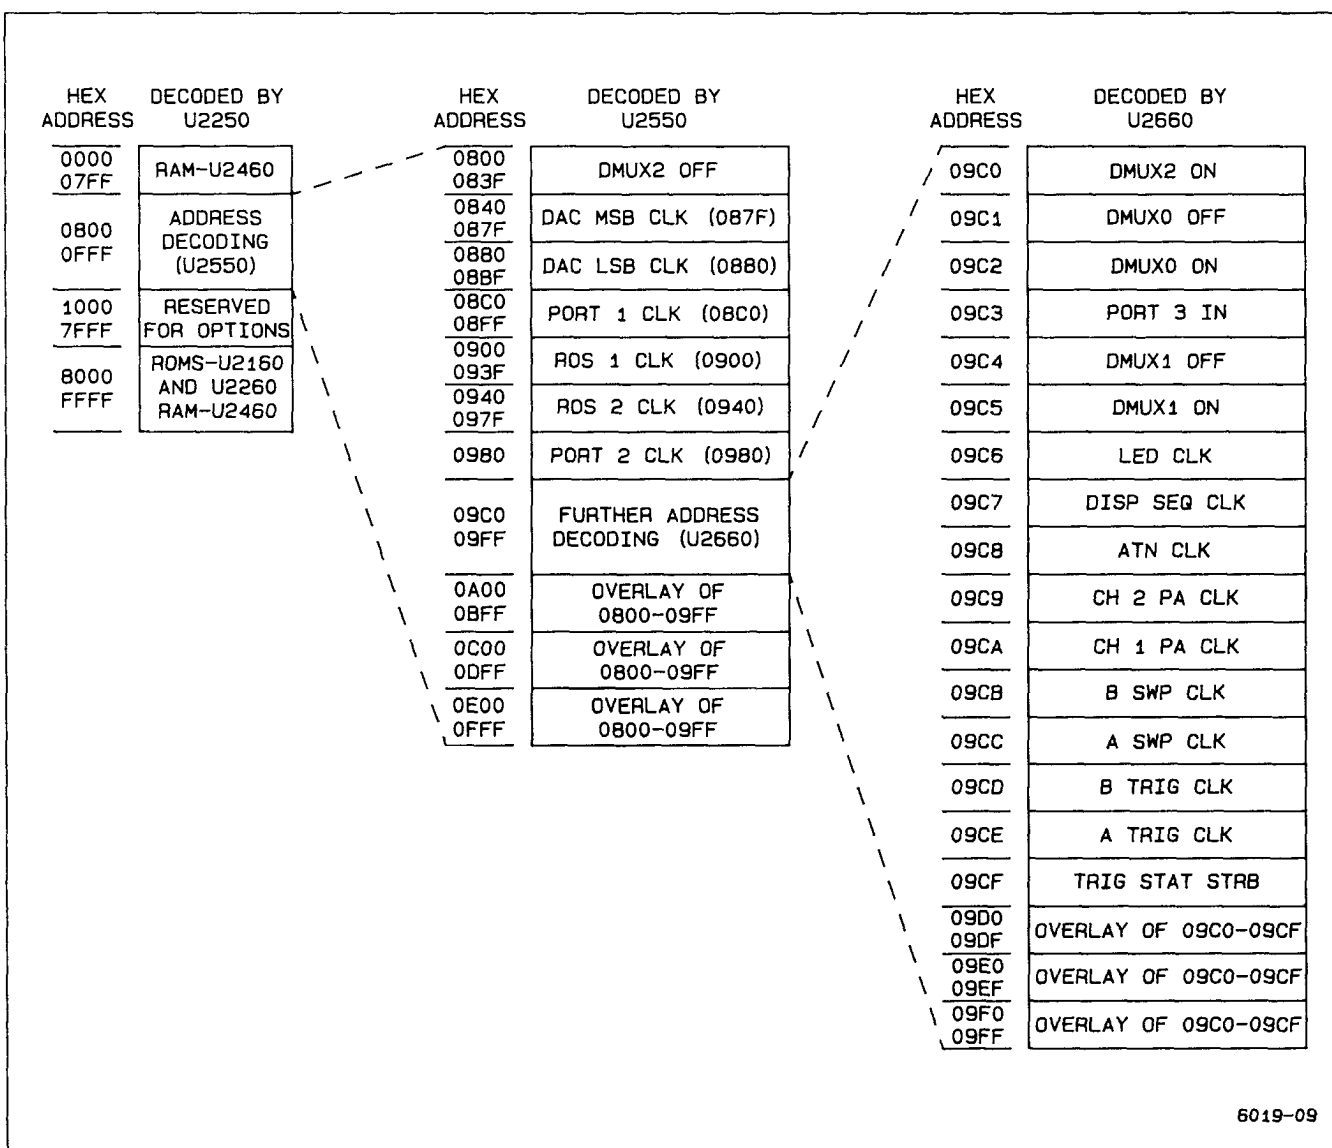 HEX ADDRESS DECODED BY U2250
0000 07FF RAM-U2460
0800 0FFF ADDRESS DECODING (U2550)
1000 7FFF RESERVED FOR OPTIONS
8000 FFFF ROMS-U2160 AND U2260 RAM-U2460
HEX ADDRESS DECODED BY U2550
0800 083F DMUX2 OFF
0840 087F DAC MSB CLK (087F)
0880 08BF DAC LSB CLK (0880)
08C0 08FF PORT 1 CLK (08C0)
0900 093F ROS 1 CLK (0900)
0940 097F ROS 2 CLK (0940)
0980 PORT 2 CLK (0980)
09C0 09FF FURTHER ADDRESS DECODING (U2660)
0A00 0BFF OVERLAY OF 0800-09FF
0C00 0DFF OVERLAY OF 0800-09FF
0E00 0FFF OVERLAY OF 0800-09FF
HEX ADDRESS DECODED BY U2660
09C0 DMUX2 ON
09C1 DMUX0 OFF
09C2 DMUX0 ON
09C3 PORT 3 IN
09C4 DMUX1 OFF
09C5 DMUX1 ON
09C6 LED CLK
09C7 DISP SEQ CLK
09C8 ATN CLK
09C9 CH 2 PA CLK
09CA CH 1 PA CLK
09CB B SWP CLK
09CC A SWP CLK
09CD B TRIG CLK
09CE A TRIG CLK
09CF TRIG STAT STRB
09D0 09DF OVERLAY OF 09C0-09CF
09E0 09EF OVERLAY OF 09C0-09CF
09F0 09FF OVERLAY OF 09C0-09CF
6019-09